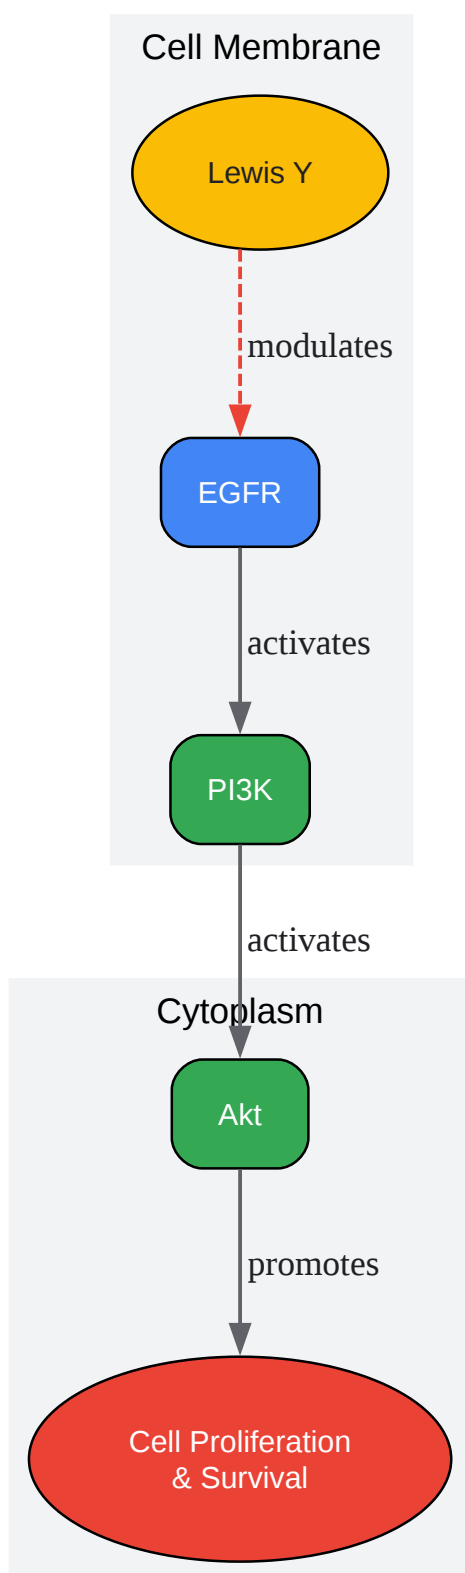 Cell Membrane
Lewis Y
modulates
EGFR
activates
PI3K
activates
Cytoplasm
Akt
promotes
Cell Proliferation
& Survival